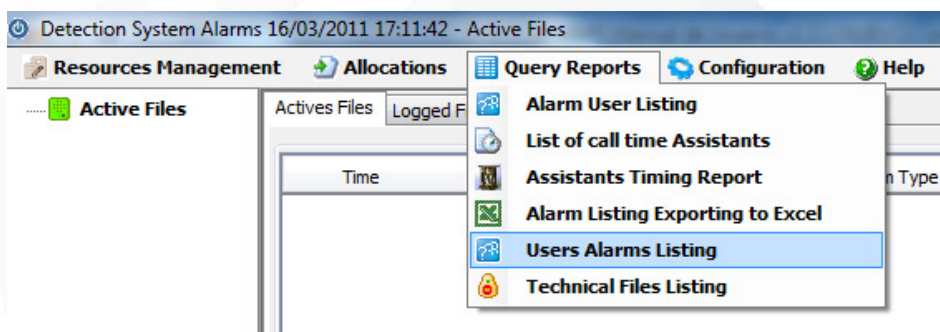 Detection System Alarms 16/03/2011 17:11:42 - Active Files
Resources Management Allocations Query Reports Configuration Help
Active Files
Actives Files Logged F
Time
Type
Alarm User Listing
List of call time Assistants
Assistants Timing Report
Alarm Listing Exporting to Excel
Users Alarms Listing
Technical Files Listing